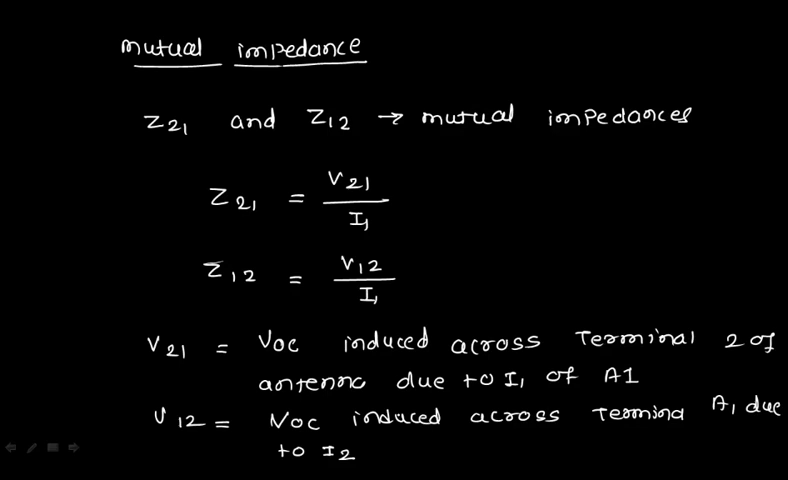 mutual impedance
Z21 and Z12 → mutual impedances
Z21 = V21 / I1
Z12 = V12 / I1
V21 = Voc induced across Terminal 2 of
antenna due to I1 of A1
V12 = Voc induced across termina A1 due
to I2